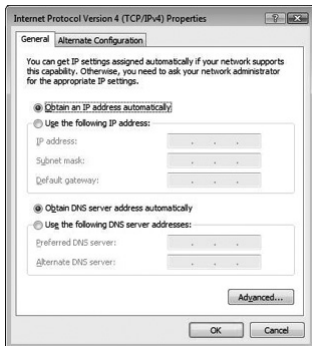 Internet Protocol Version 4 (TCP/IPv4) Properties
General
Alternate Configuration
You can get IP settings assigned automatically if your network supports
this capability. Otherwise, you need to ask your network administrator
for the appropriate IP settings.
Obtain an IP address automatically
Use the following IP address:
IP address:
Subnet mask:
Default gateway:
Obtain DNS server address automatically
Use the following DNS server addresses:
Preferred DNS server:
Alternate DNS server:
Advanced...
OK
Cancel